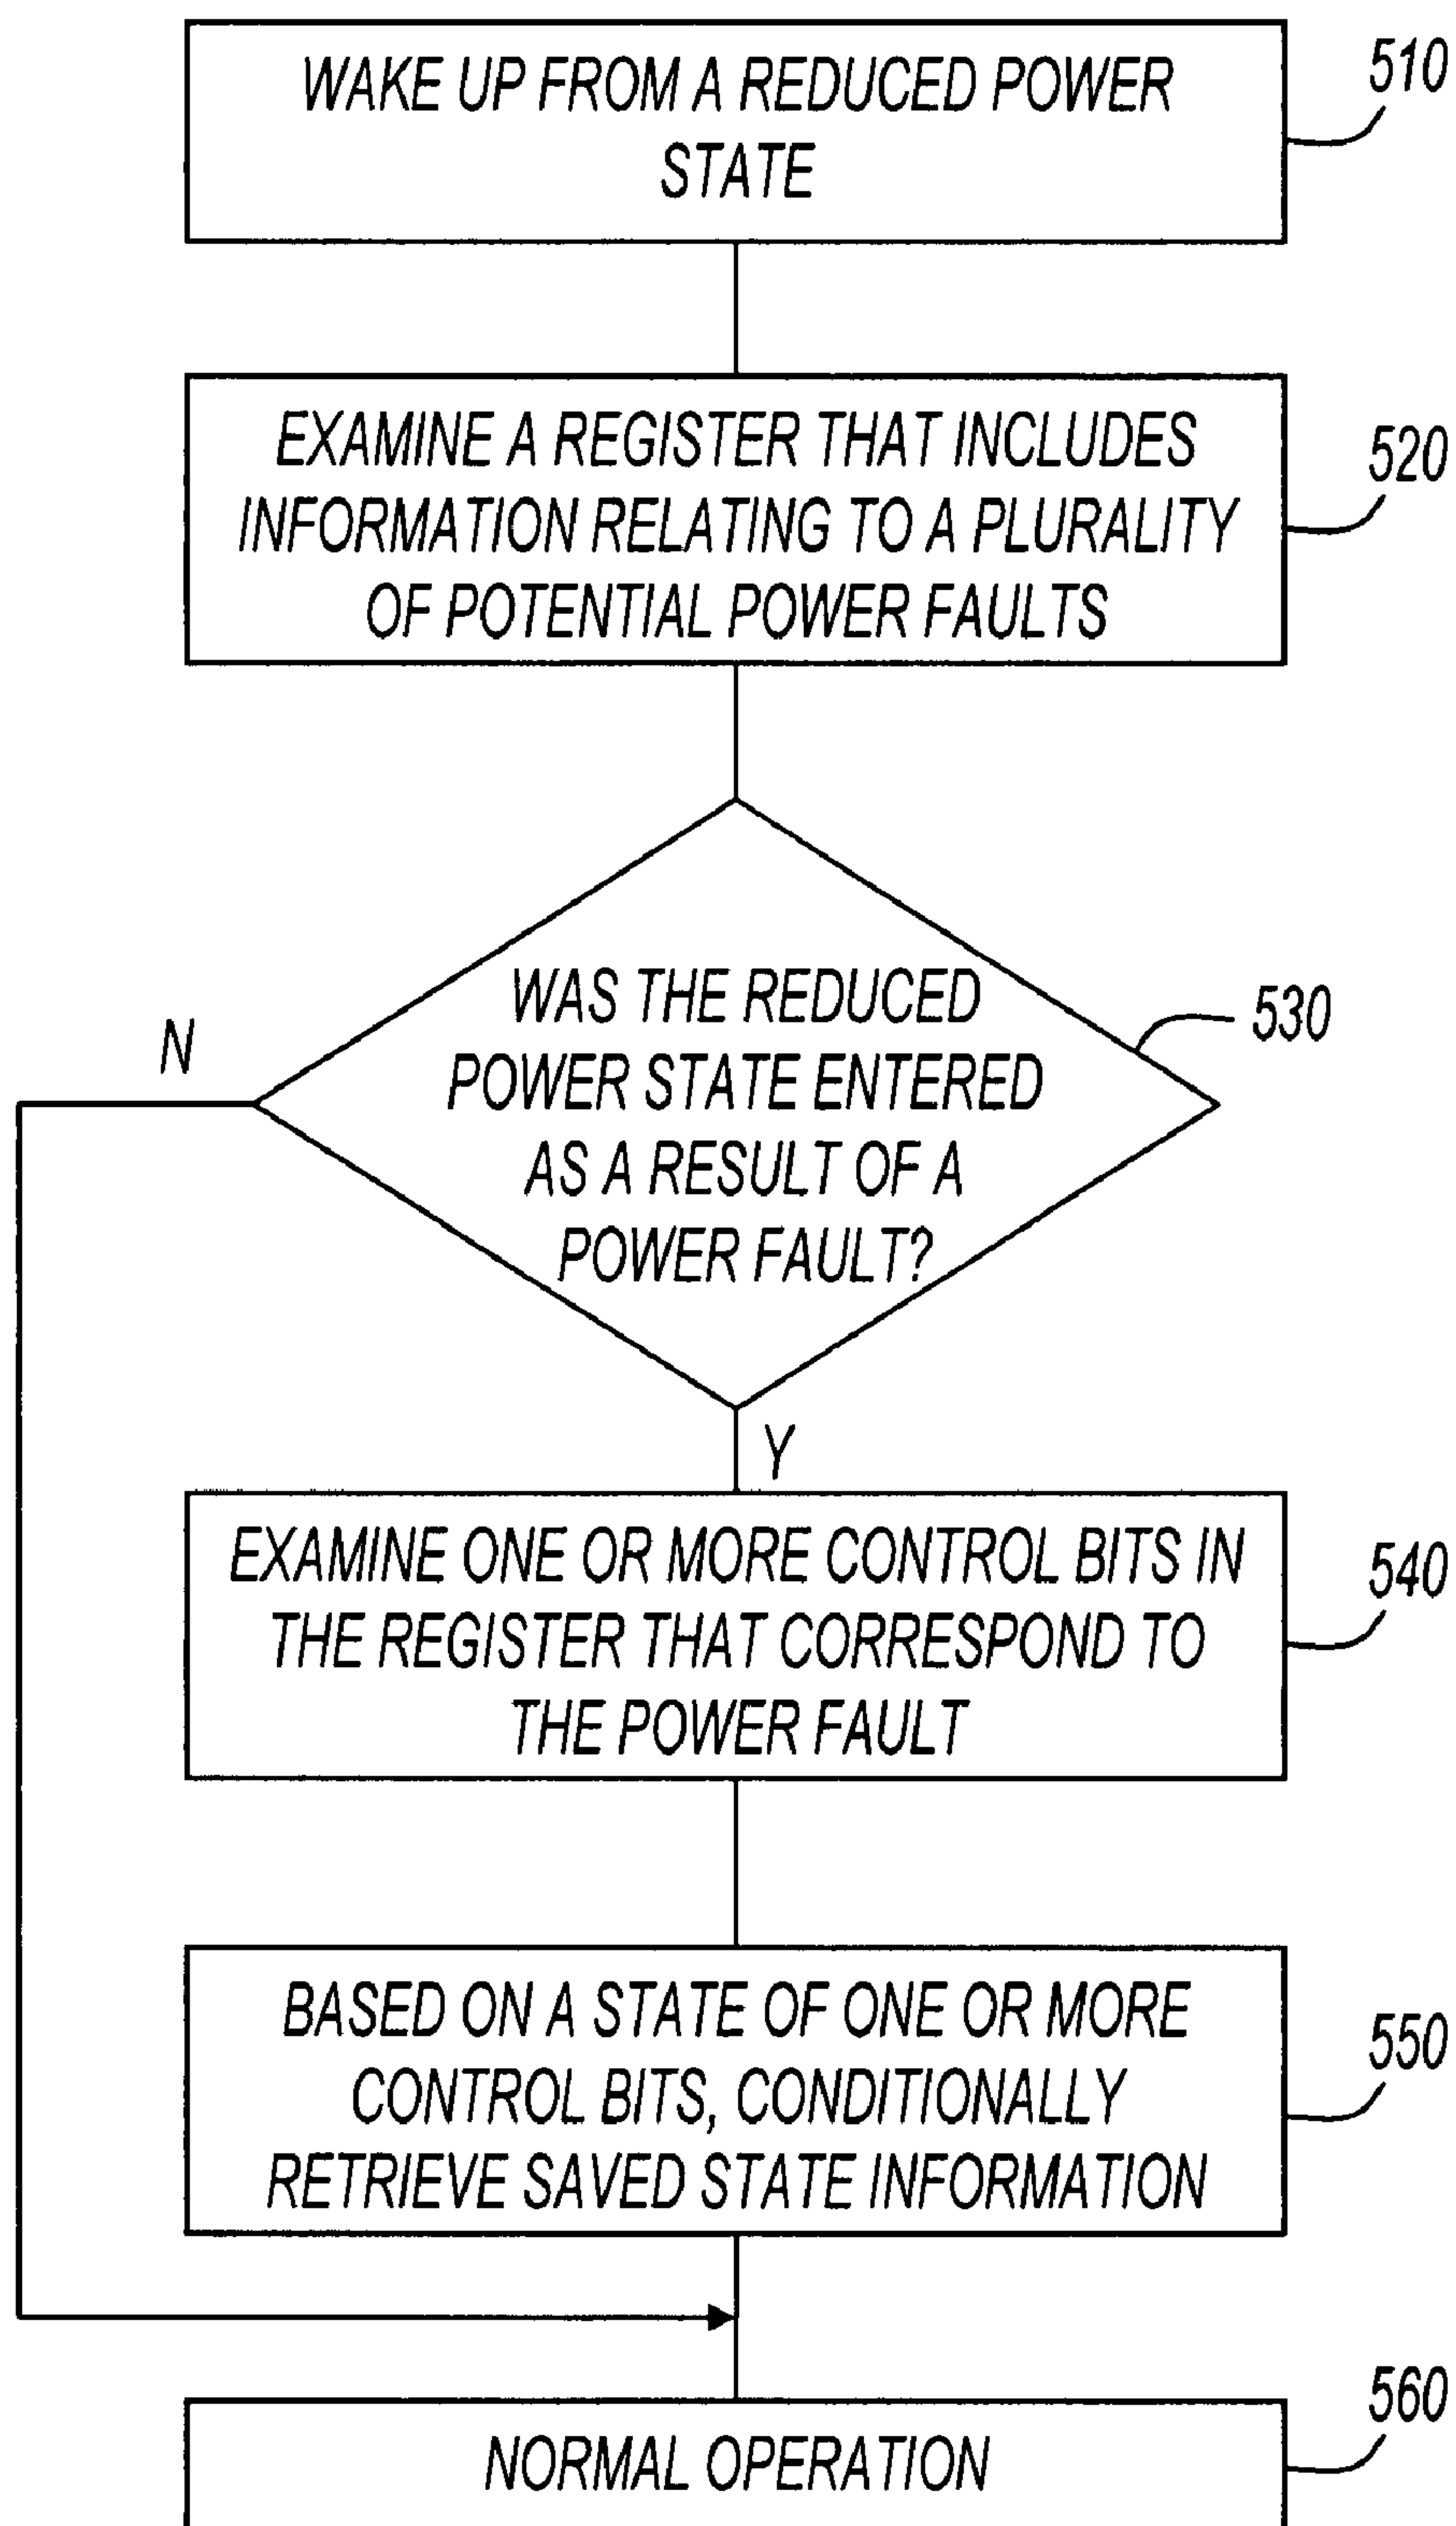 WAKE UP FROM A REDUCED POWER
STATE
510
EXAMINE A REGISTER THAT INCLUDES
INFORMATION RELATING TO A PLURALITY
OF POTENTIAL POWER FAULTS
520
WAS THE REDUCED
POWER STATE ENTERED
AS A RESULT OF A
POWER FAULT?
530
N
Y
EXAMINE ONE OR MORE CONTROL BITS IN
THE REGISTER THAT CORRESPOND TO
THE POWER FAULT
540
BASED ON A STATE OF ONE OR MORE
CONTROL BITS, CONDITIONALLY
RETRIEVE SAVED STATE INFORMATION
550
NORMAL OPERATION
560